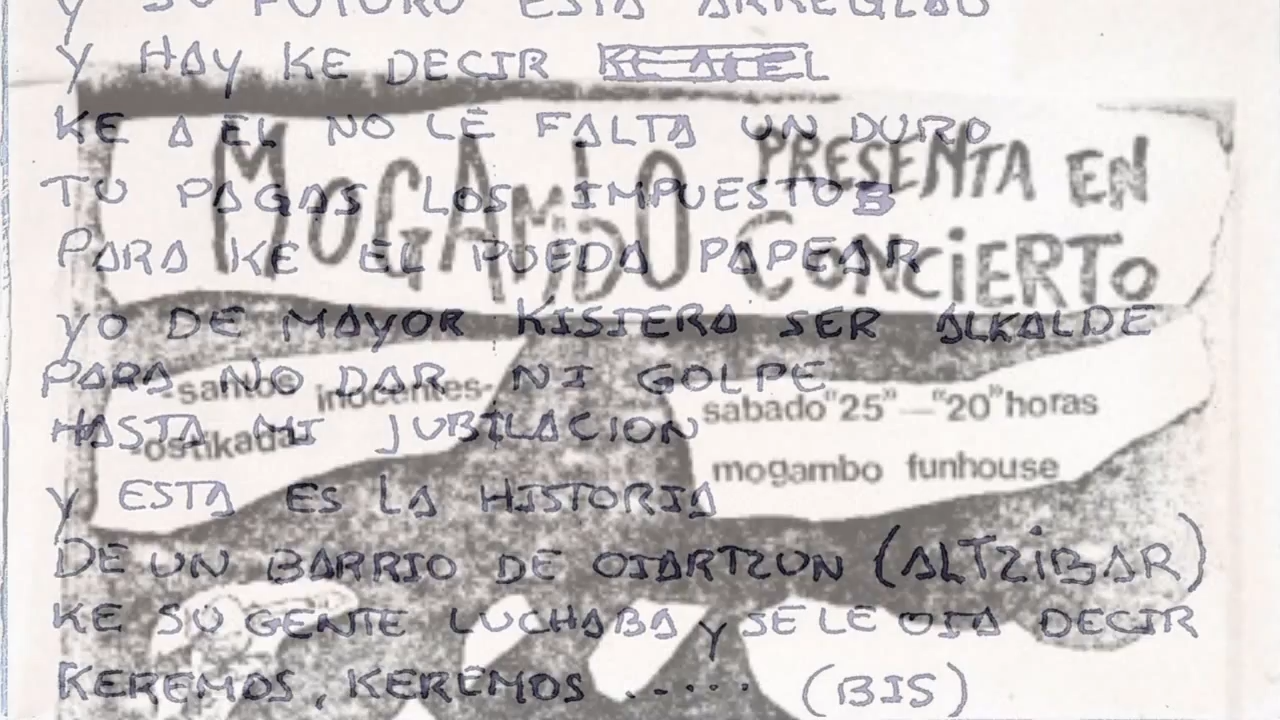 Y SU FUTURO ESTA ARREGLAO
Y HAY KE DECIR
KE A EL NO LE FALTA UN DURO
TU PAGAS LOS IMPUESTOS
PARA KE EL PUEDA PAPEAR
YO DE MAYOR KISIERA SER ALKALDE
PARA NO DAR NI GOLPE
HASTA MI JUBILACION
Y ESTA ES LA HISTORIA
DE UN BARRIO DE OIARTZUN (ALTZIBAR)
KE SU GENTE LUCHABA Y SE LE OIA DECIR
KEREMOS, KEREMOS ..... (BIS)
MOGAMBO PRESENTA EN
CONCIERTO
-santos inocentes-
-ostikada-
sabado "25" — "20" horas
mogambo funhouse